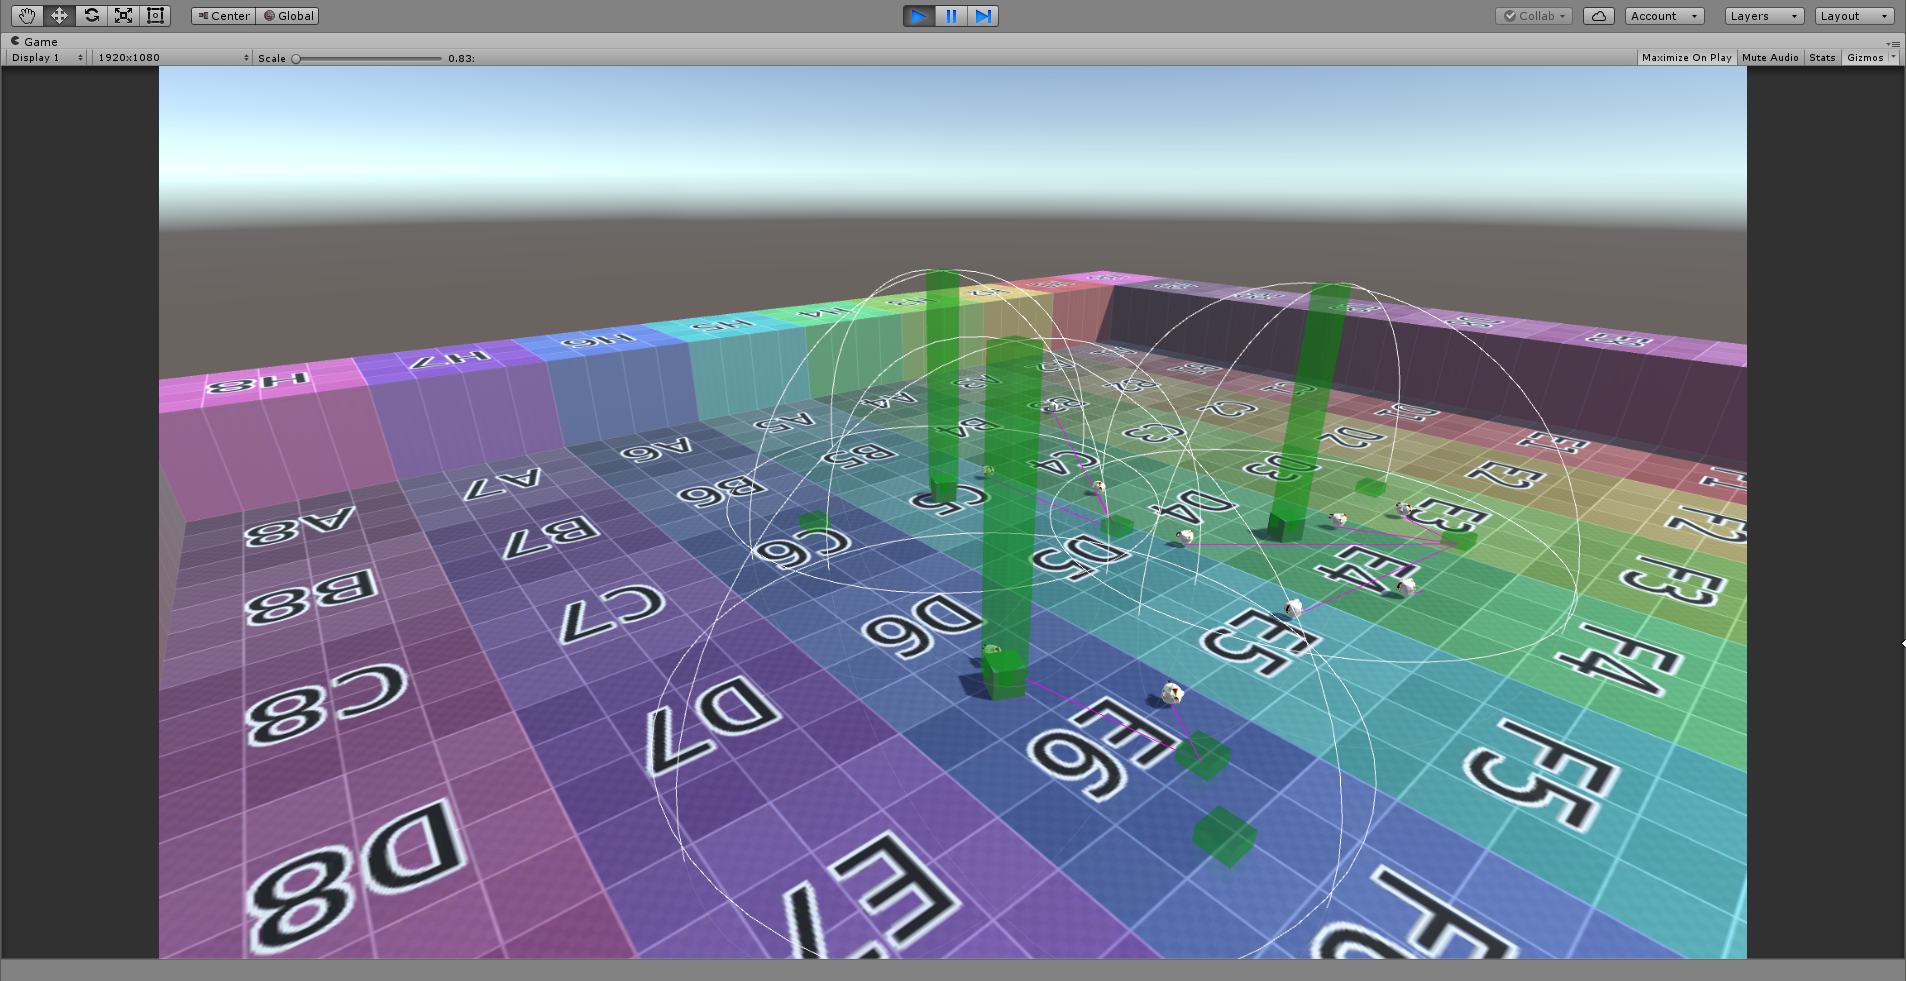 Center Global Collab Account Layers Layout
Game
Display 1 1920x1080 Scale 0.83: Maximize On Play Mute Audio Stats Gizmos
H8 H7 H6 H5 H4
A8 A7 A6 A5 A4
B8 B7 B6 B5 B4
C8 C7 C6 C5 C4 C3 C2
D8 D7 D6 D5 D4 D3 D2
E7 E6 E5 E4 E3 E2 E1
F5 F4 F3 F2